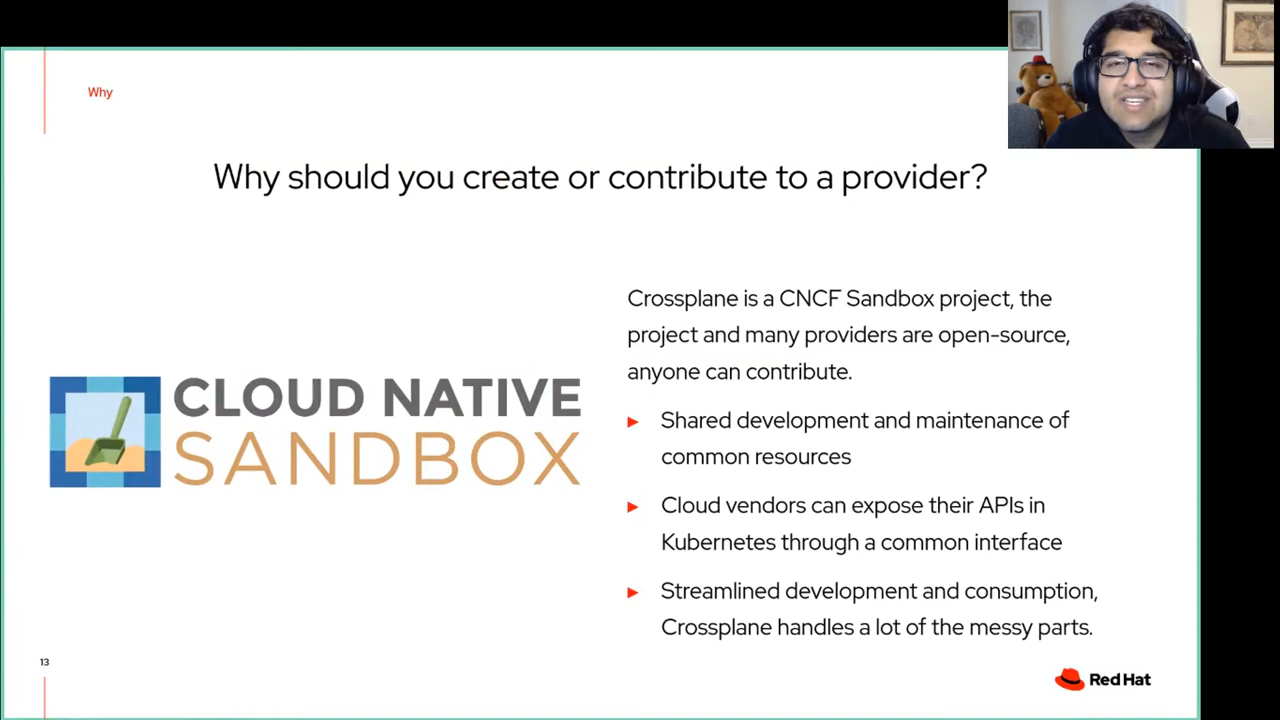 Why
Why should you create or contribute to a provider?
CLOUD NATIVE
SANDBOX
Crossplane is a CNCF Sandbox project, the
project and many providers are open-source,
anyone can contribute.
Shared development and maintenance of
common resources
Cloud vendors can expose their APIs in
Kubernetes through a common interface
Streamlined development and consumption,
Crossplane handles a lot of the messy parts.
13
Red Hat